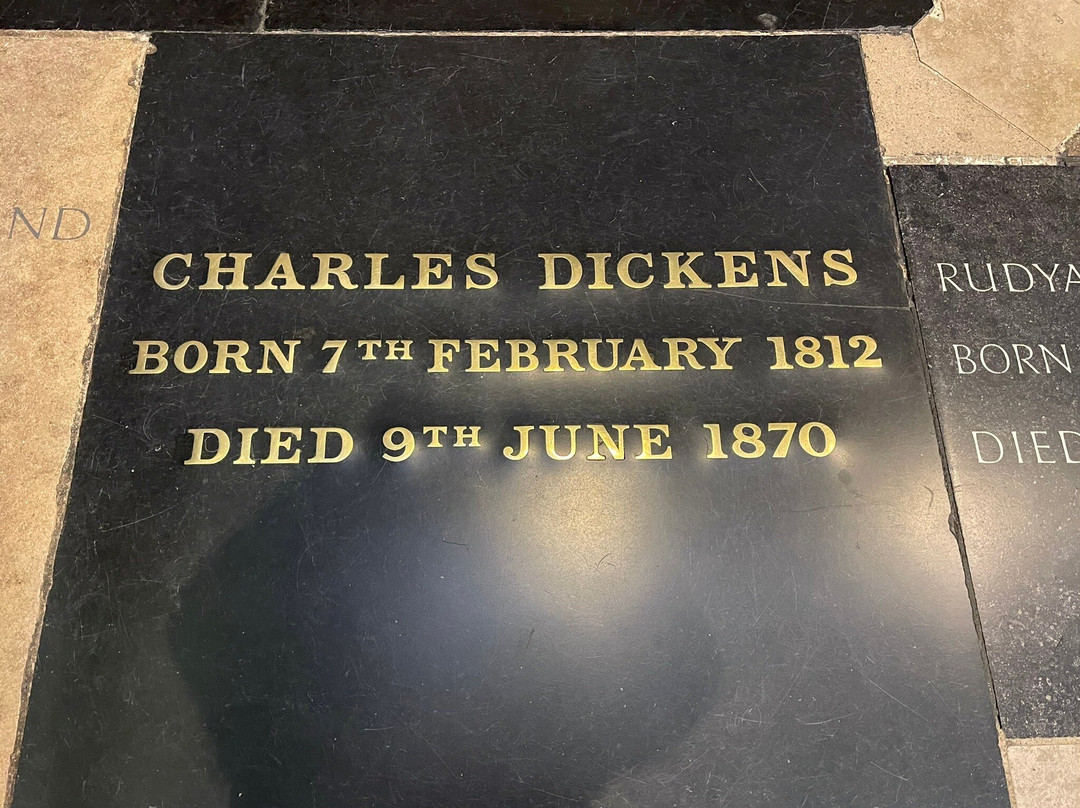 ND
CHARLES DICKENS
BORN 7TH FEBRUARY 1812
DIED 9TH JUNE 1870
RUDYA
BORN
DIED